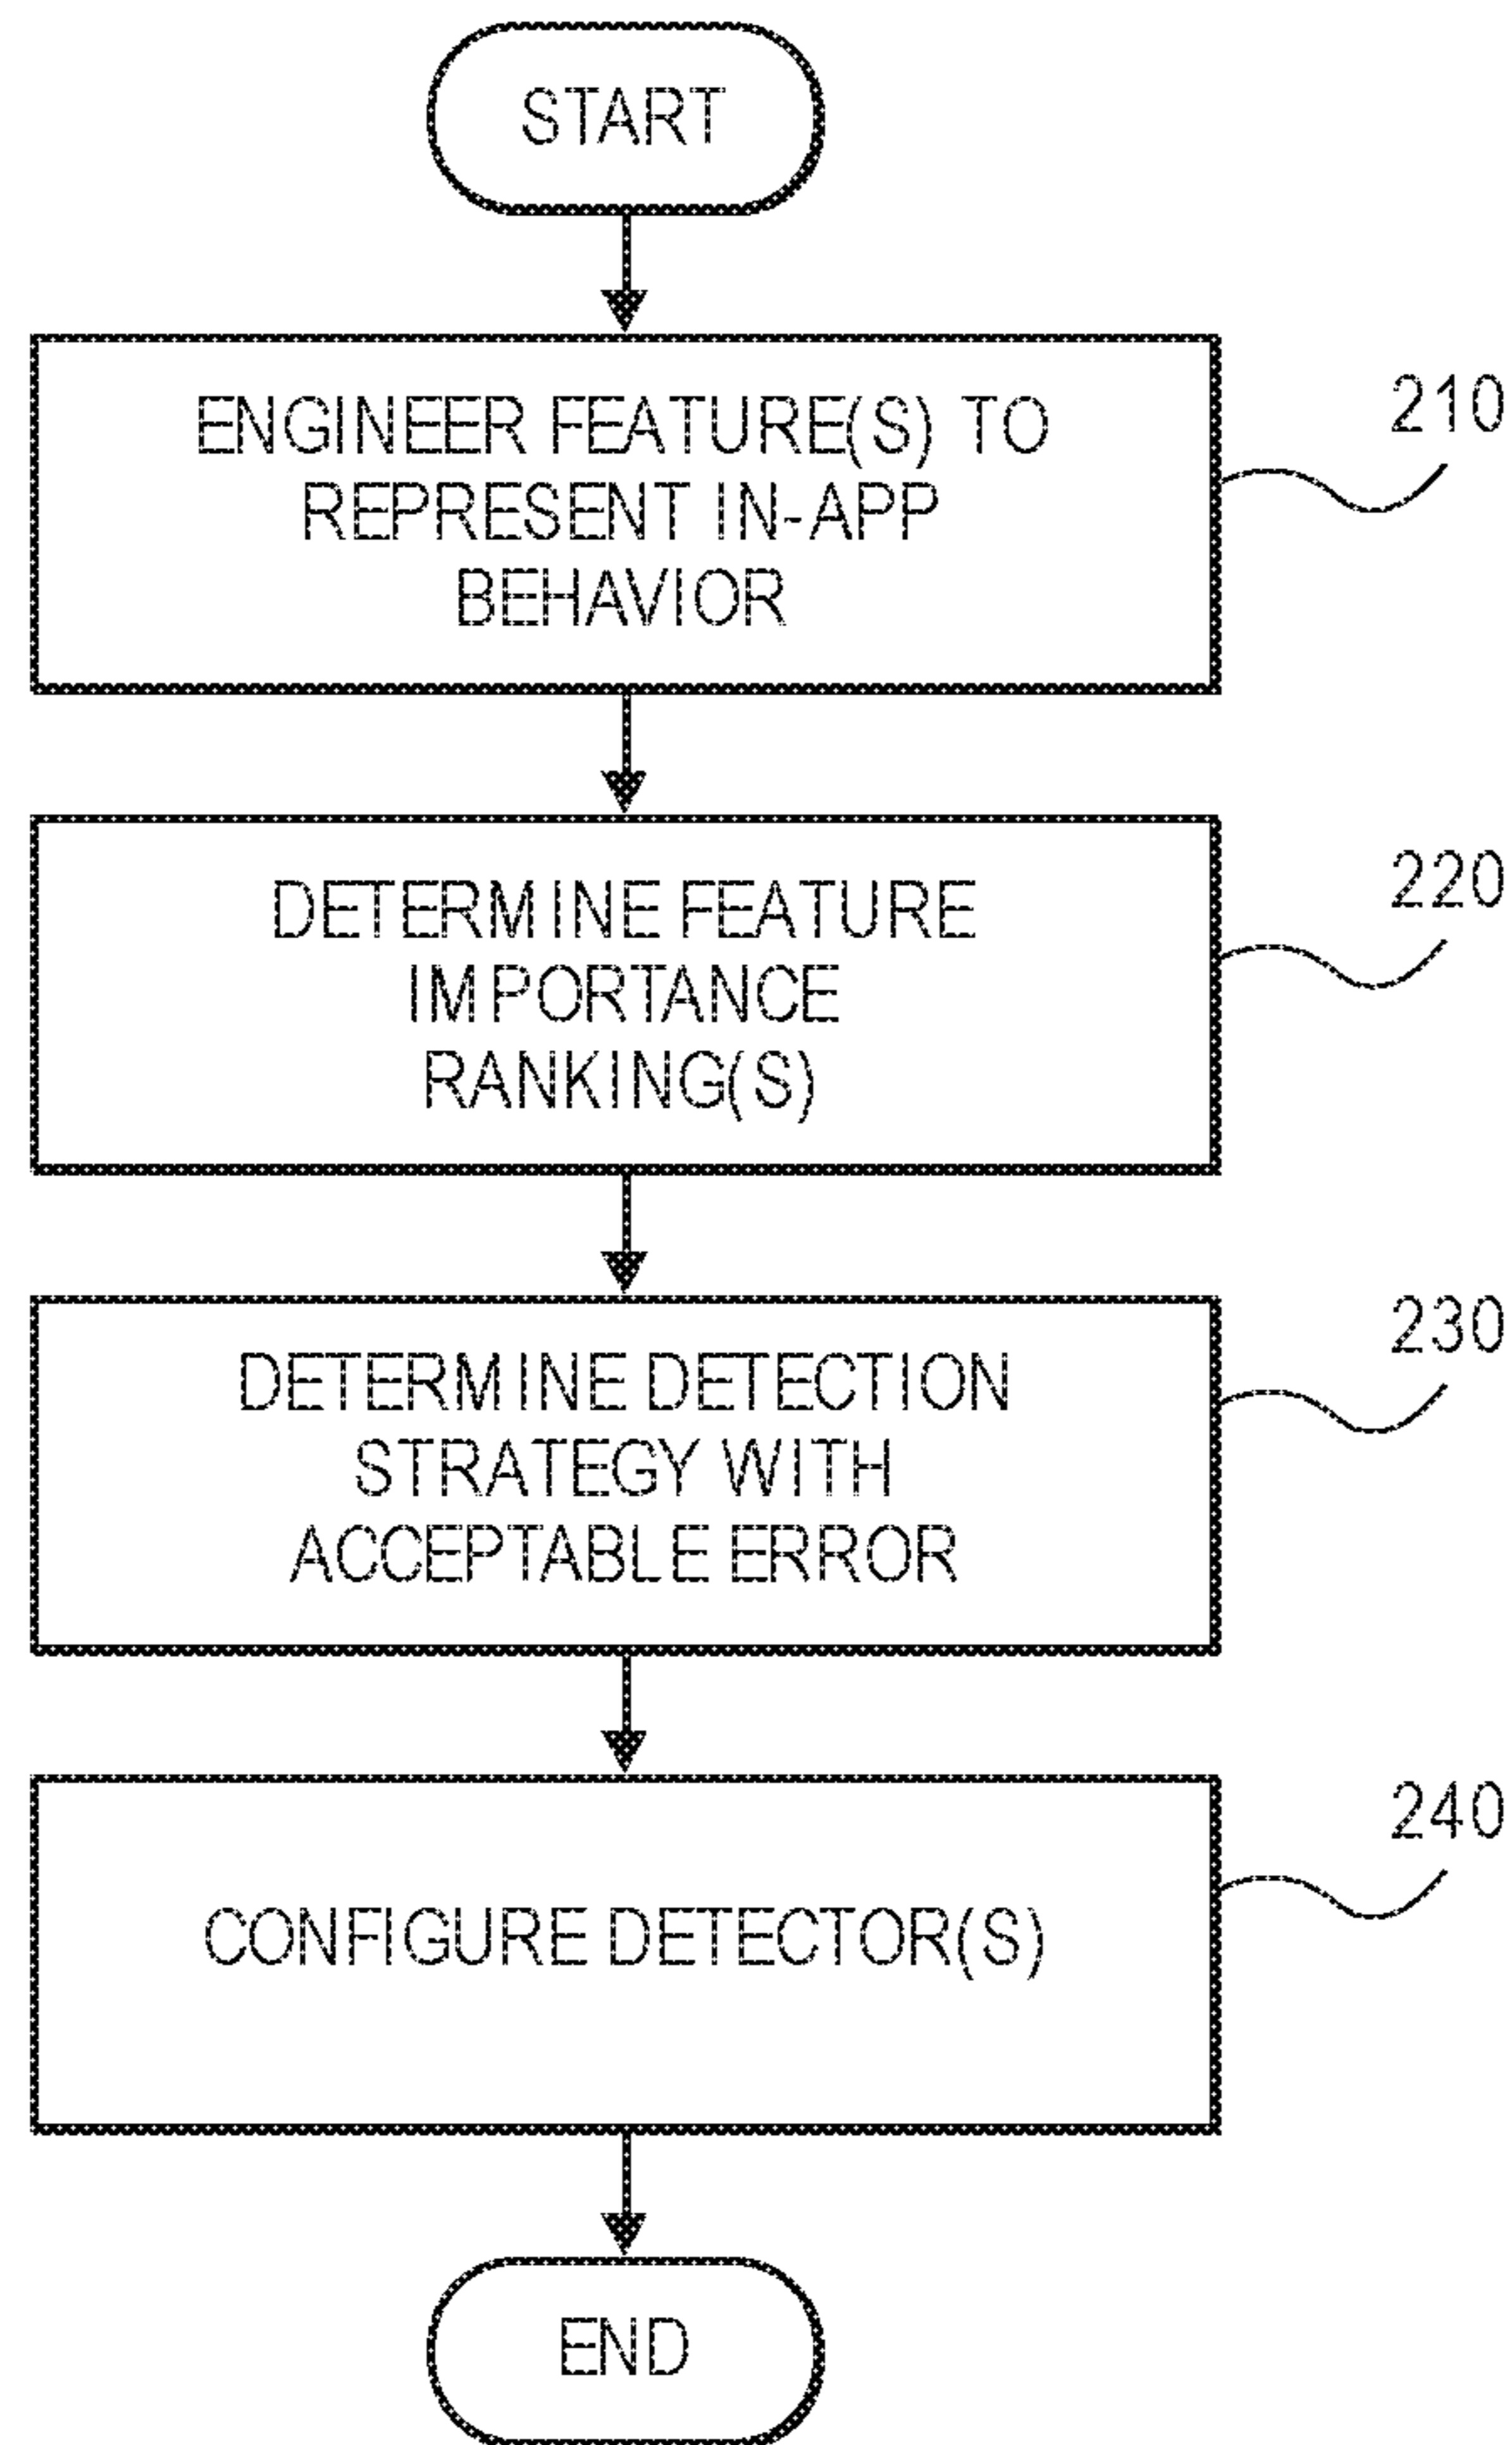 START
ENGINEER FEATURE(S) TO
REPRESENT IN-APP
BEHAVIOR
210
DETERMINE FEATURE
IMPORTANCE
RANKING(S)
220
DETERMINE DETECTION
STRATEGY WITH
ACCEPTABLE ERROR
230
CONFIGURE DETECTOR(S)
240
END